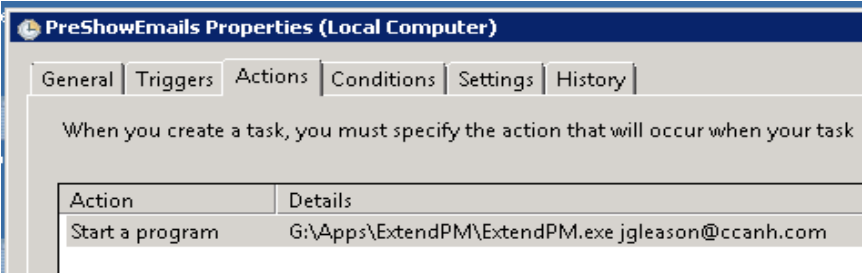 PreShowEmails Properties (Local Computer)
General Triggers Actions Conditions Settings History
When you create a task, you must specify the action that will occur when your task
Action Details
Start a program G:\Apps\ExtendPM\ExtendPM.exe jgleason@ccanh.com